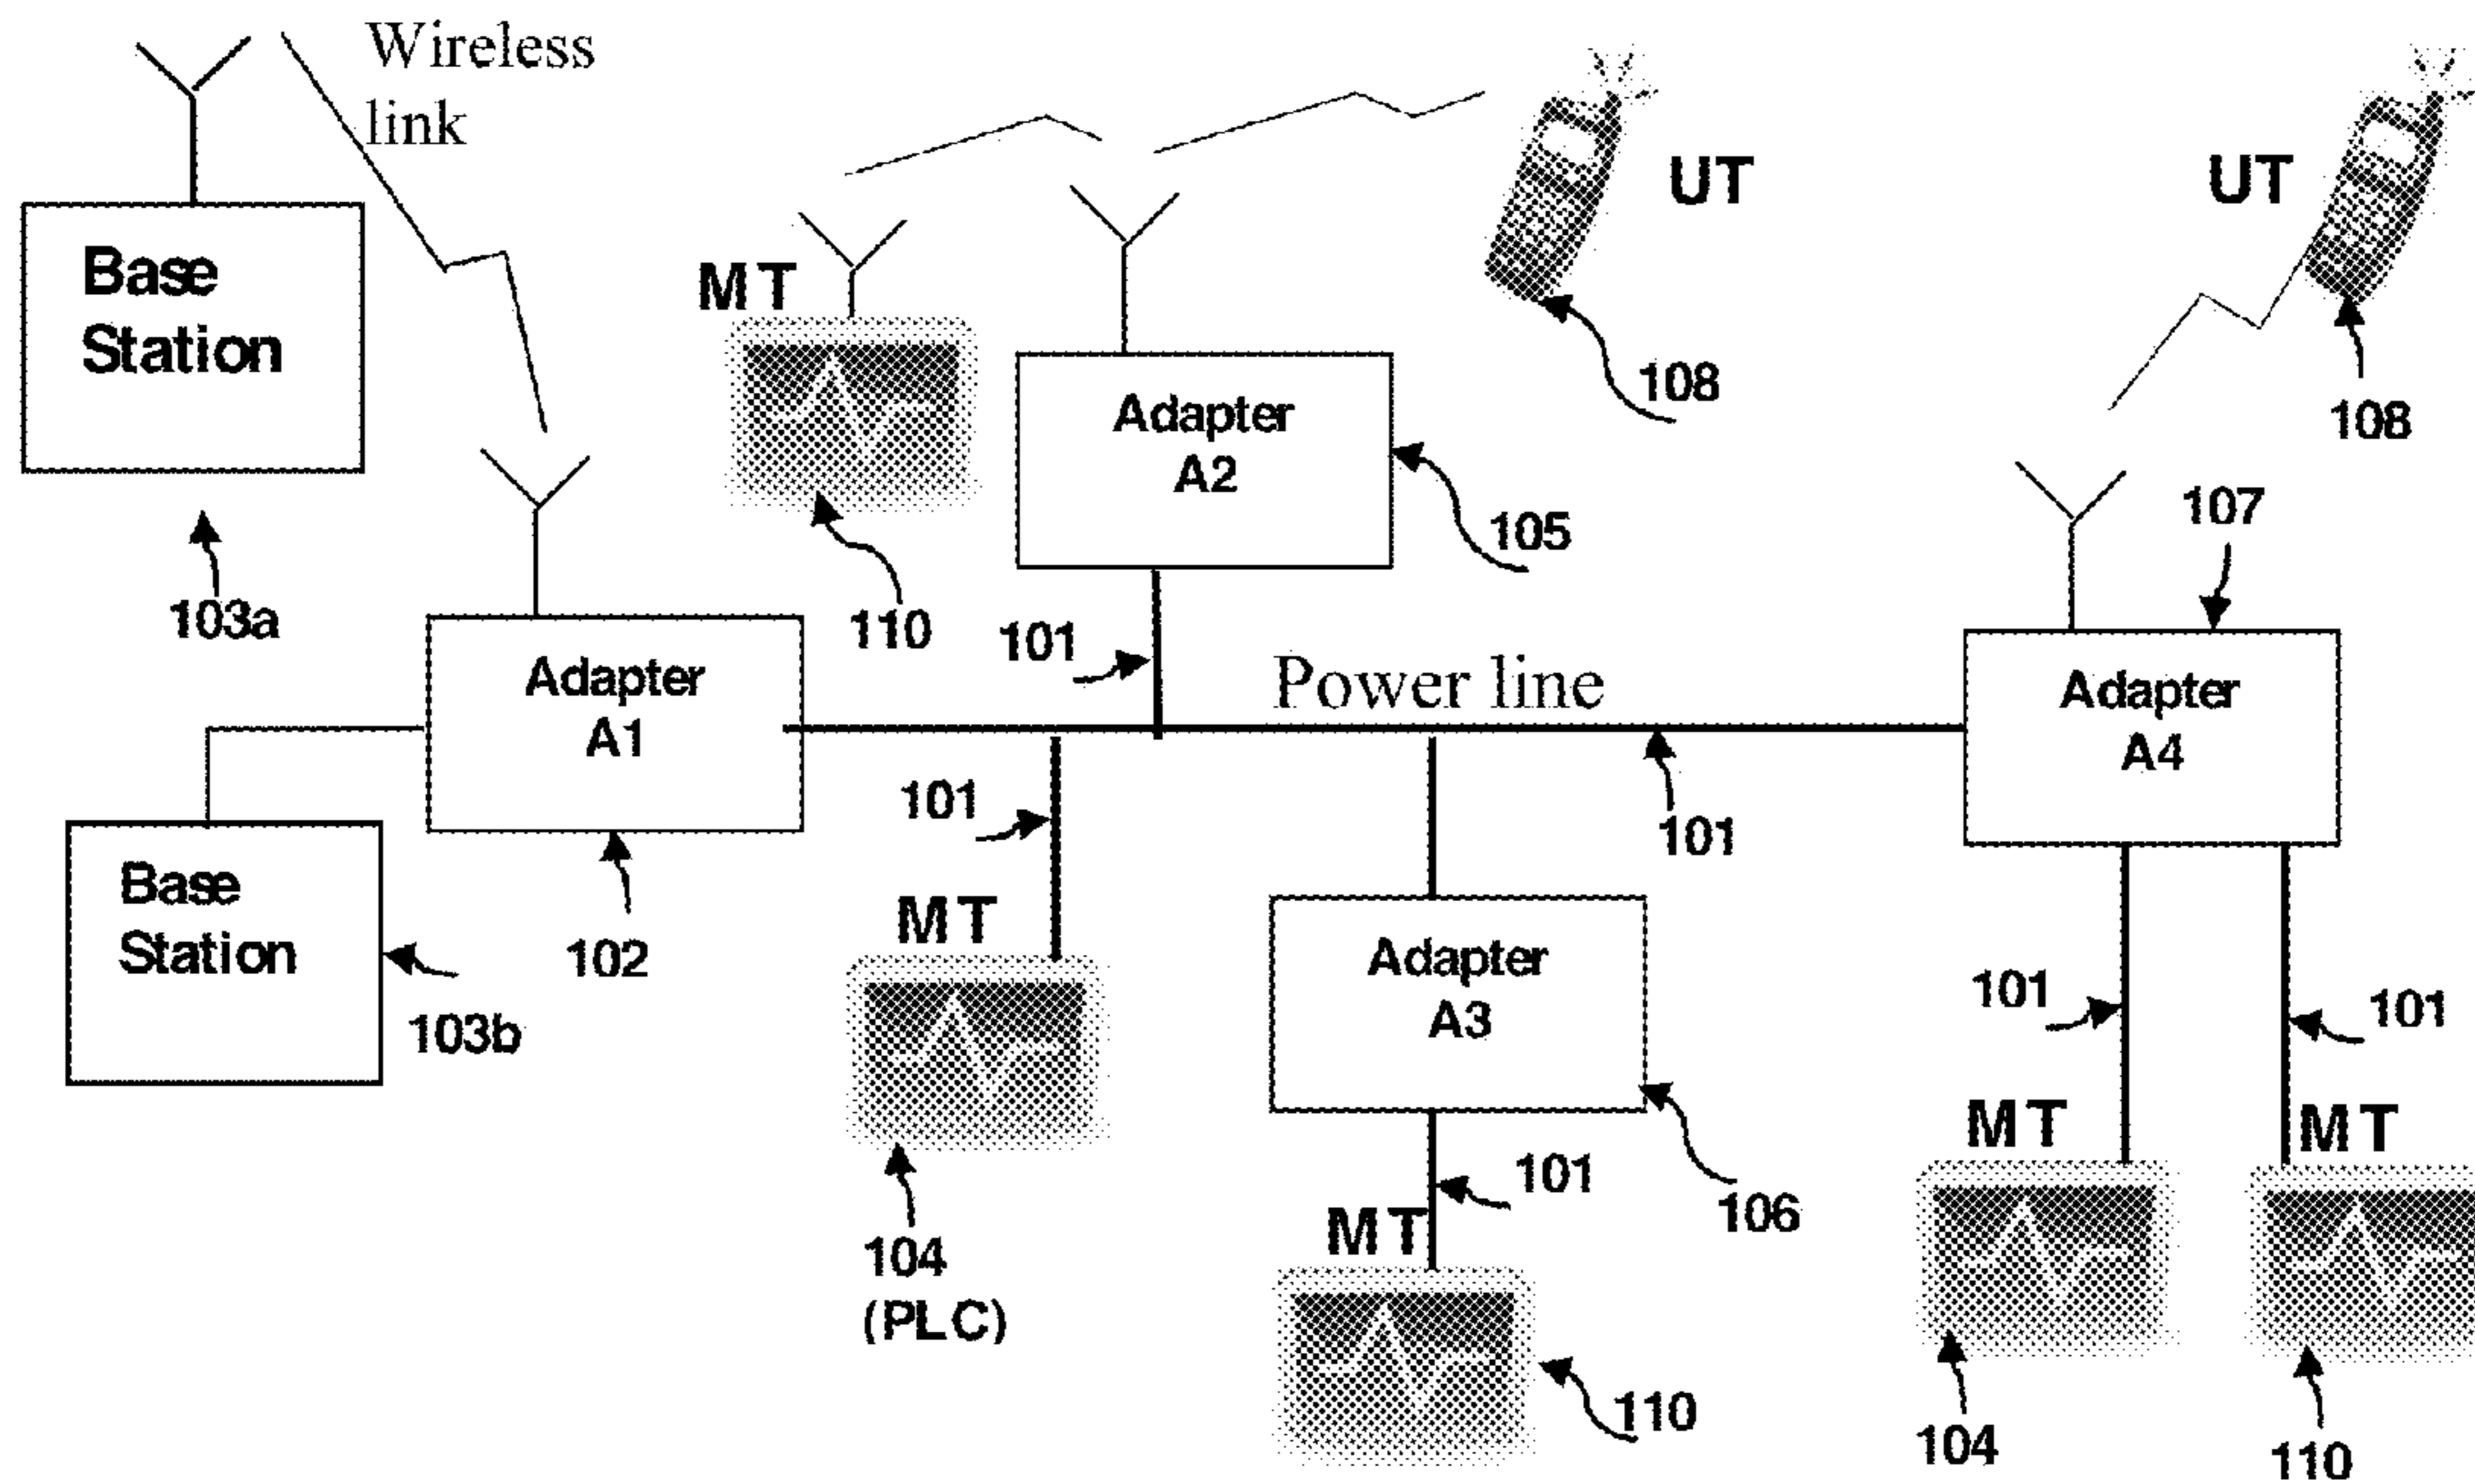 Wireless
link
Base
Station
103a
MT
110
Adapter
A2
105
UT
108
UT
108
107
101
Power line
Adapter
A1
102
Adapter
A4
101
101
Base
Station
103b
MT
104
(PLC)
Adapter
A3
106
101
MT
110
101
101
MT
MT
104
110